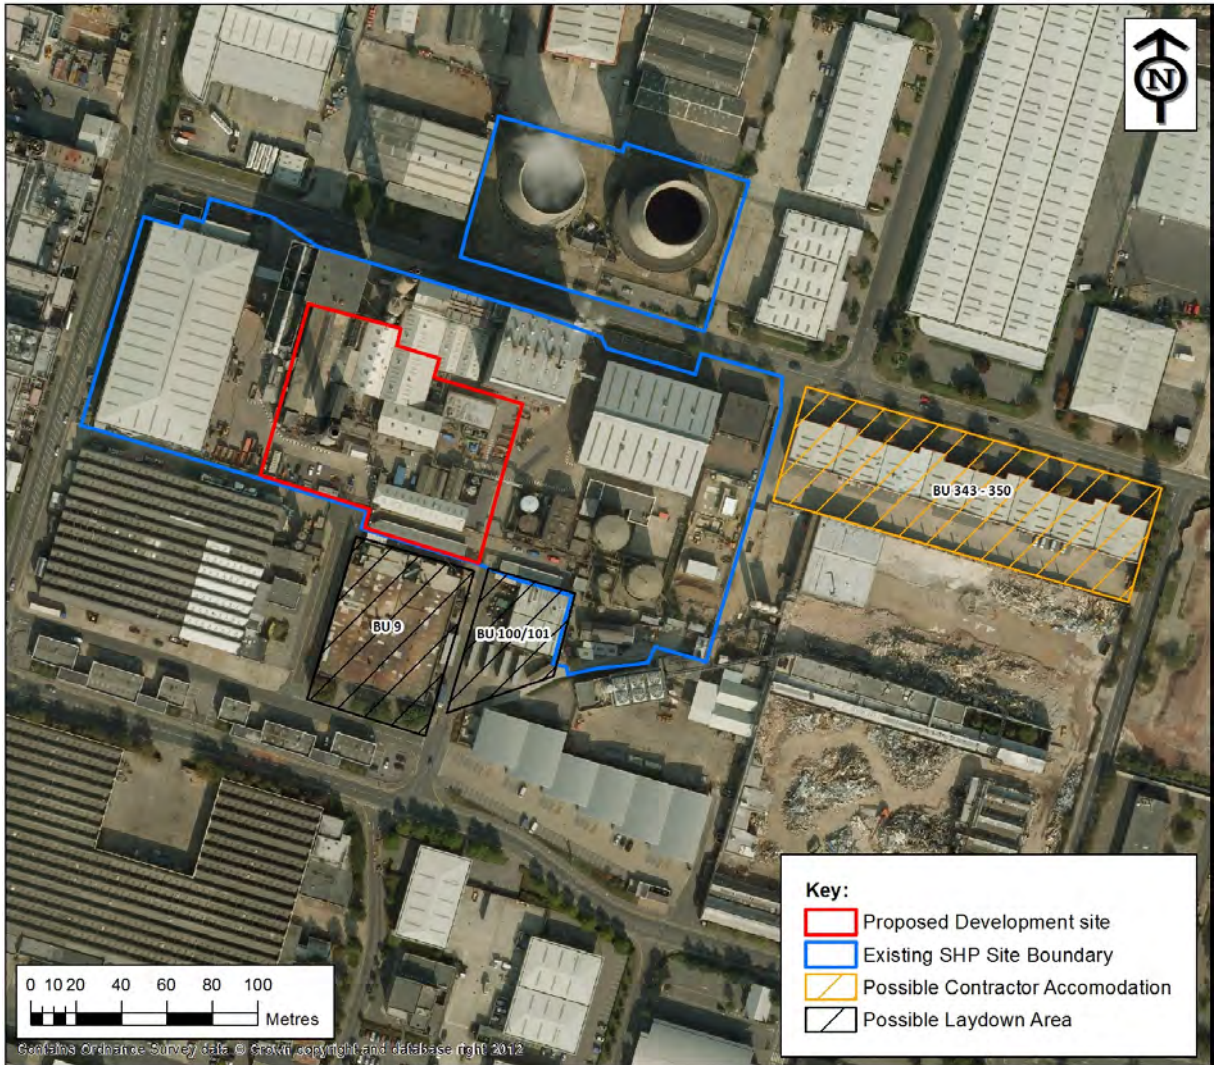 N
BU 343 - 350
BU 9
BU 100/101
Key:
Proposed Development site
Existing SHP Site Boundary
Possible Contractor Accomodation
Possible Laydown Area
0 10 20 40 60 80 100
Metres
Contains Ordnance Survey data © Crown copyright and database right 2012